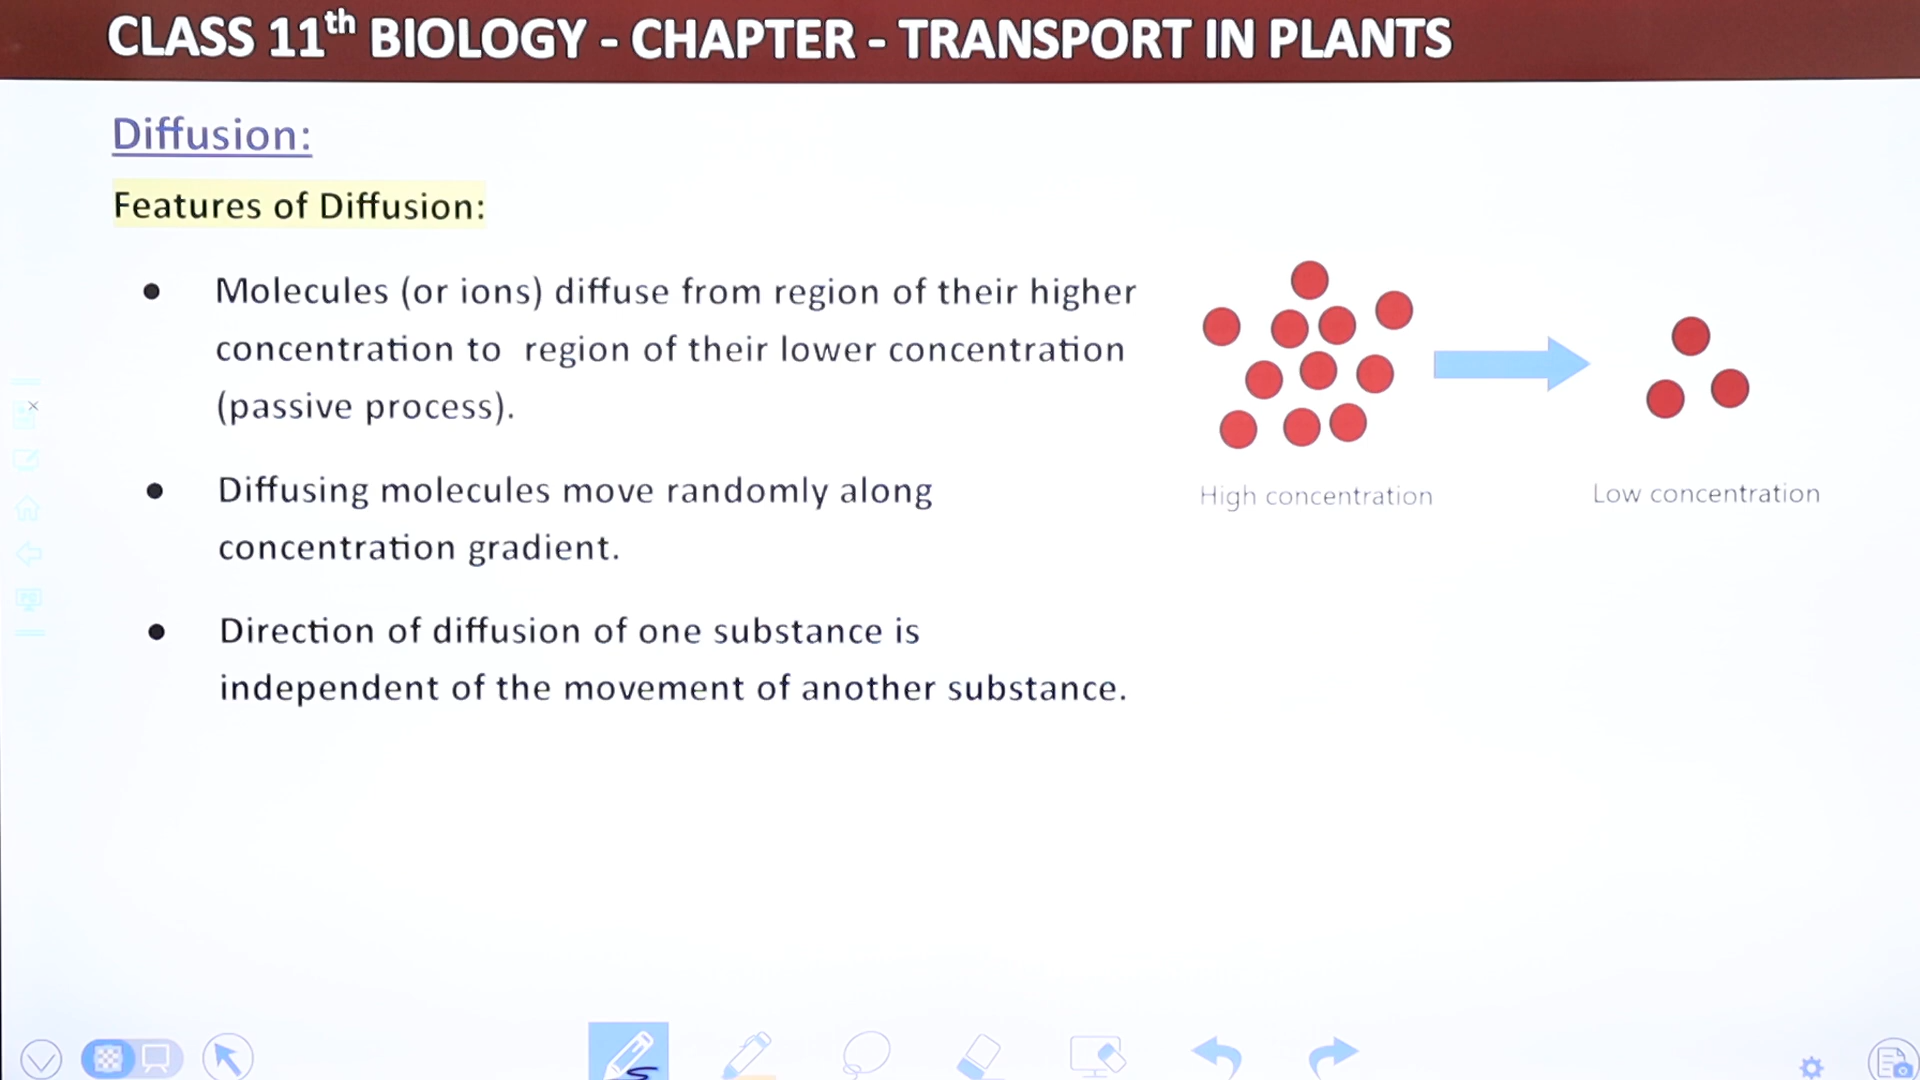 CLASS 11th BIOLOGY - CHAPTER - TRANSPORT IN PLANTS
Diffusion:
Features of Diffusion:
● Molecules (or ions) diffuse from region of their higher
concentration to region of their lower concentration
(passive process).
● Diffusing molecules move randomly along
concentration gradient.
● Direction of diffusion of one substance is
independent of the movement of another substance.
High concentration
Low concentration